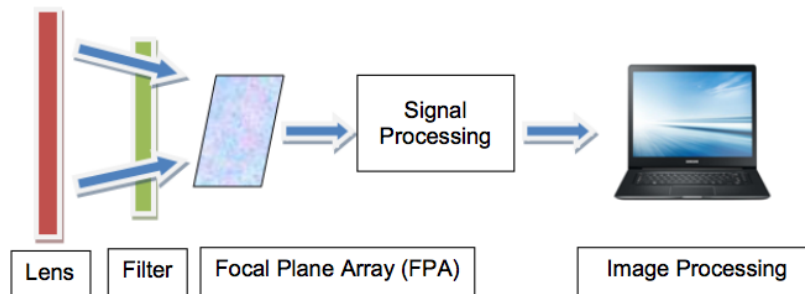 Signal
Processing
Lens
Filter
Focal Plane Array (FPA)
Image Processing